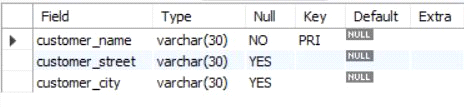 Field Type Null Key Default Extra
customer_name varchar(30) NO PRI NULL
customer_street varchar(30) YES NULL
customer_city varchar(30) YES NULL